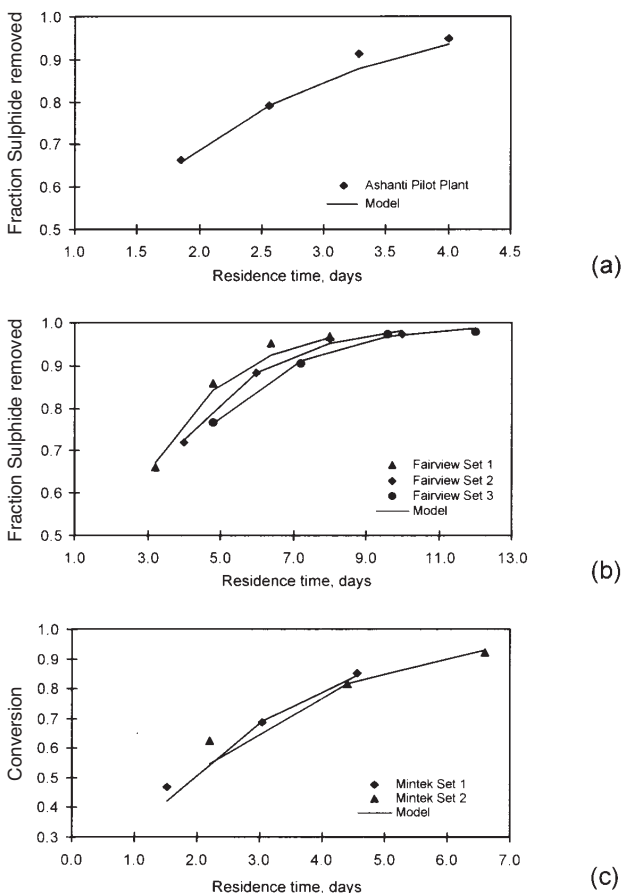 Fraction Sulphide removed
1.0
0.9
0.8
0.7
0.6
0.5
1.0 1.5 2.0 2.5 3.0 3.5 4.0 4.5
Ashanti Pilot Plant
Model
Residence time, days
(a)
Fraction Sulphide removed
1.0
0.9
0.8
0.7
0.6
0.5
1.0 3.0 5.0 7.0 9.0 11.0 13.0
Fairview Set 1
Fairview Set 2
Fairview Set 3
Model
Residence time, days
(b)
Conversion
1.0
0.9
0.8
0.7
0.6
0.5
0.4
0.3
0.0 1.0 2.0 3.0 4.0 5.0 6.0 7.0
Mintek Set 1
Mintek Set 2
Model
Residence time, days
(c)